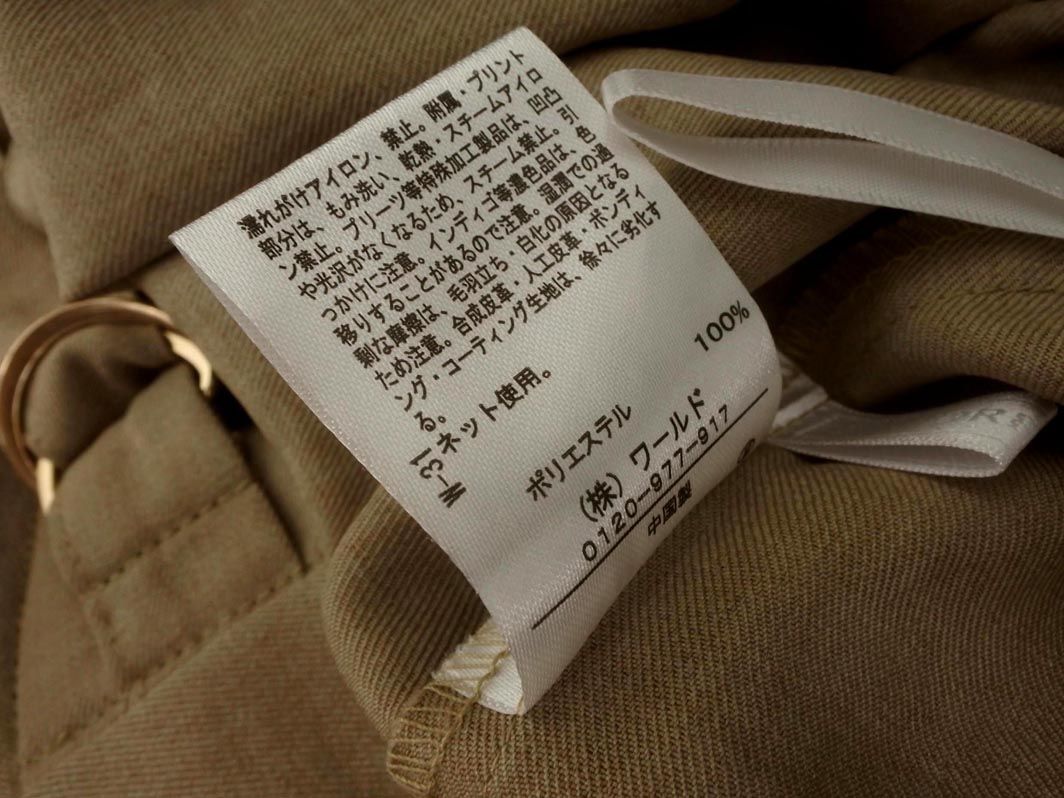 濡れがけアイロン、禁止。附属・プリント
部分は、もみ洗い、乾熱・スチームアイロ
ン禁止。プリーツ等特殊加工製品は、凹凸
や光沢がなくなるため、スチーム禁止。引
っかけに注意。インディゴ等濃色品は、色
移りすることがあるので注意。湿潤での過
剰な摩擦は、毛羽立ち・白化の原因となる
ため注意。合成皮革・人工皮革・ボンディ
ング・コーティング生地は、徐々に劣化す
る。
M-31
ネット使用。
ポリエステル 100%
(株) ワールド
0120-977-917
中国製